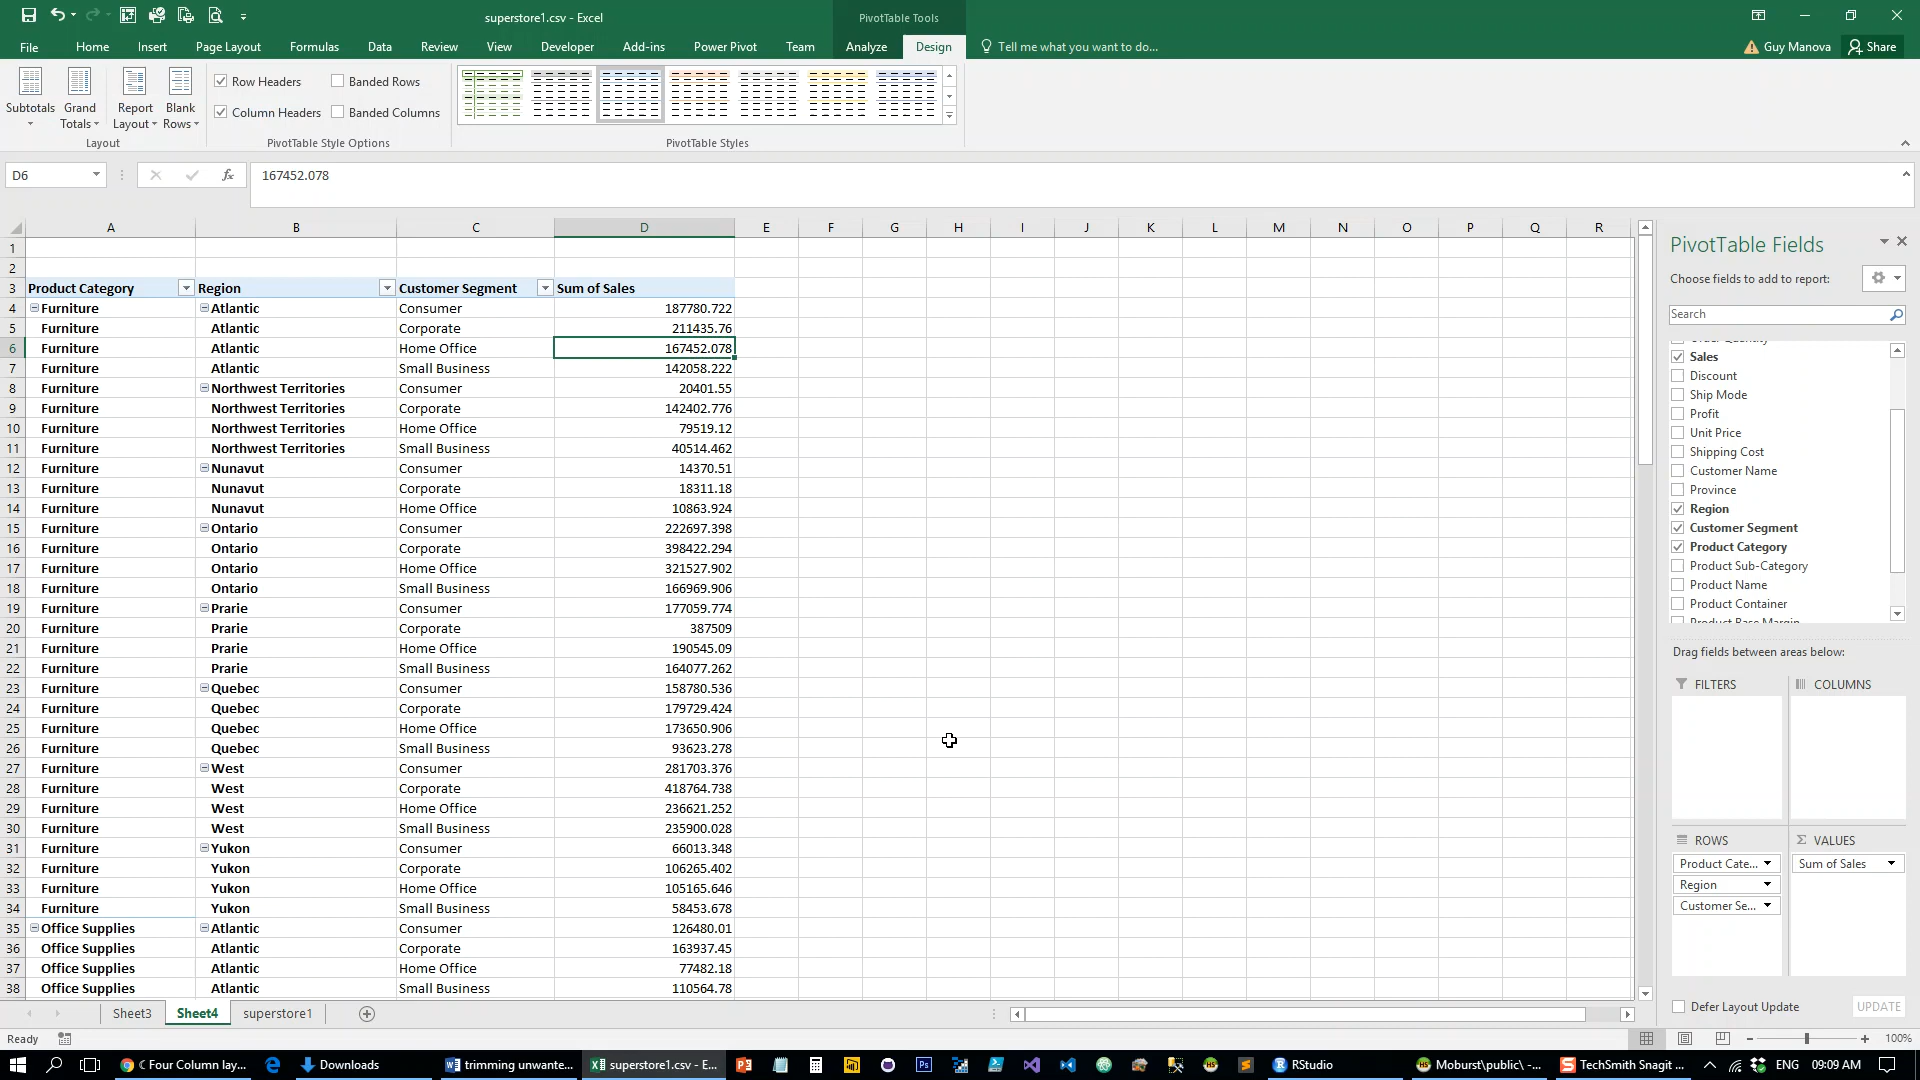 superstore1.csv - Excel
PivotTable Tools
File Home Insert Page Layout Formulas Data Review View Developer Add-ins Power Pivot Team Analyze Design Tell me what you want to do... Guy Manova Share
Subtotals
Grand Totals
Report Layout
Blank Rows
Row Headers
Banded Rows
Column Headers
Banded Columns
Layout
PivotTable Style Options
PivotTable Styles
D6 fx 167452.078
A B C D E F G H I J K L M N O P Q R
1
2
3 Product Category Region Customer Segment Sum of Sales
4 Furniture Atlantic Consumer 187780.722
5 Furniture Atlantic Corporate 211435.76
6 Furniture Atlantic Home Office 167452.078
7 Furniture Atlantic Small Business 142058.222
8 Furniture Northwest Territories Consumer 20401.55
9 Furniture Northwest Territories Corporate 142402.776
10 Furniture Northwest Territories Home Office 79519.12
11 Furniture Northwest Territories Small Business 40514.462
12 Furniture Nunavut Consumer 14370.51
13 Furniture Nunavut Corporate 18311.18
14 Furniture Nunavut Home Office 10863.924
15 Furniture Ontario Consumer 222697.398
16 Furniture Ontario Corporate 398422.294
17 Furniture Ontario Home Office 321527.902
18 Furniture Ontario Small Business 166969.906
19 Furniture Prarie Consumer 177059.774
20 Furniture Prarie Corporate 387509
21 Furniture Prarie Home Office 190545.09
22 Furniture Prarie Small Business 164077.262
23 Furniture Quebec Consumer 158780.536
24 Furniture Quebec Corporate 179729.424
25 Furniture Quebec Home Office 173650.906
26 Furniture Quebec Small Business 93623.278
27 Furniture West Consumer 281703.376
28 Furniture West Corporate 418764.738
29 Furniture West Home Office 236621.252
30 Furniture West Small Business 235900.028
31 Furniture Yukon Consumer 66013.348
32 Furniture Yukon Corporate 106265.402
33 Furniture Yukon Home Office 105165.646
34 Furniture Yukon Small Business 58453.678
35 Office Supplies Atlantic Consumer 126480.01
36 Office Supplies Atlantic Corporate 163937.45
37 Office Supplies Atlantic Home Office 77482.18
38 Office Supplies Atlantic Small Business 110564.78
PivotTable Fields
Choose fields to add to report:
Search
Sales
Discount
Ship Mode
Profit
Unit Price
Shipping Cost
Customer Name
Province
Region
Customer Segment
Product Category
Product Sub-Category
Product Name
Product Container
Drag fields between areas below:
FILTERS COLUMNS
ROWS VALUES
Product Cate... Sum of Sales
Region
Customer Se...
Defer Layout Update UPDATE
Sheet3 Sheet4 superstore1
Ready 100%
Four Column lay... Downloads trimming unwante... superstore1.csv - E... RStudio Moburst\public\ -... TechSmith Snagit ... ENG 09:09 AM